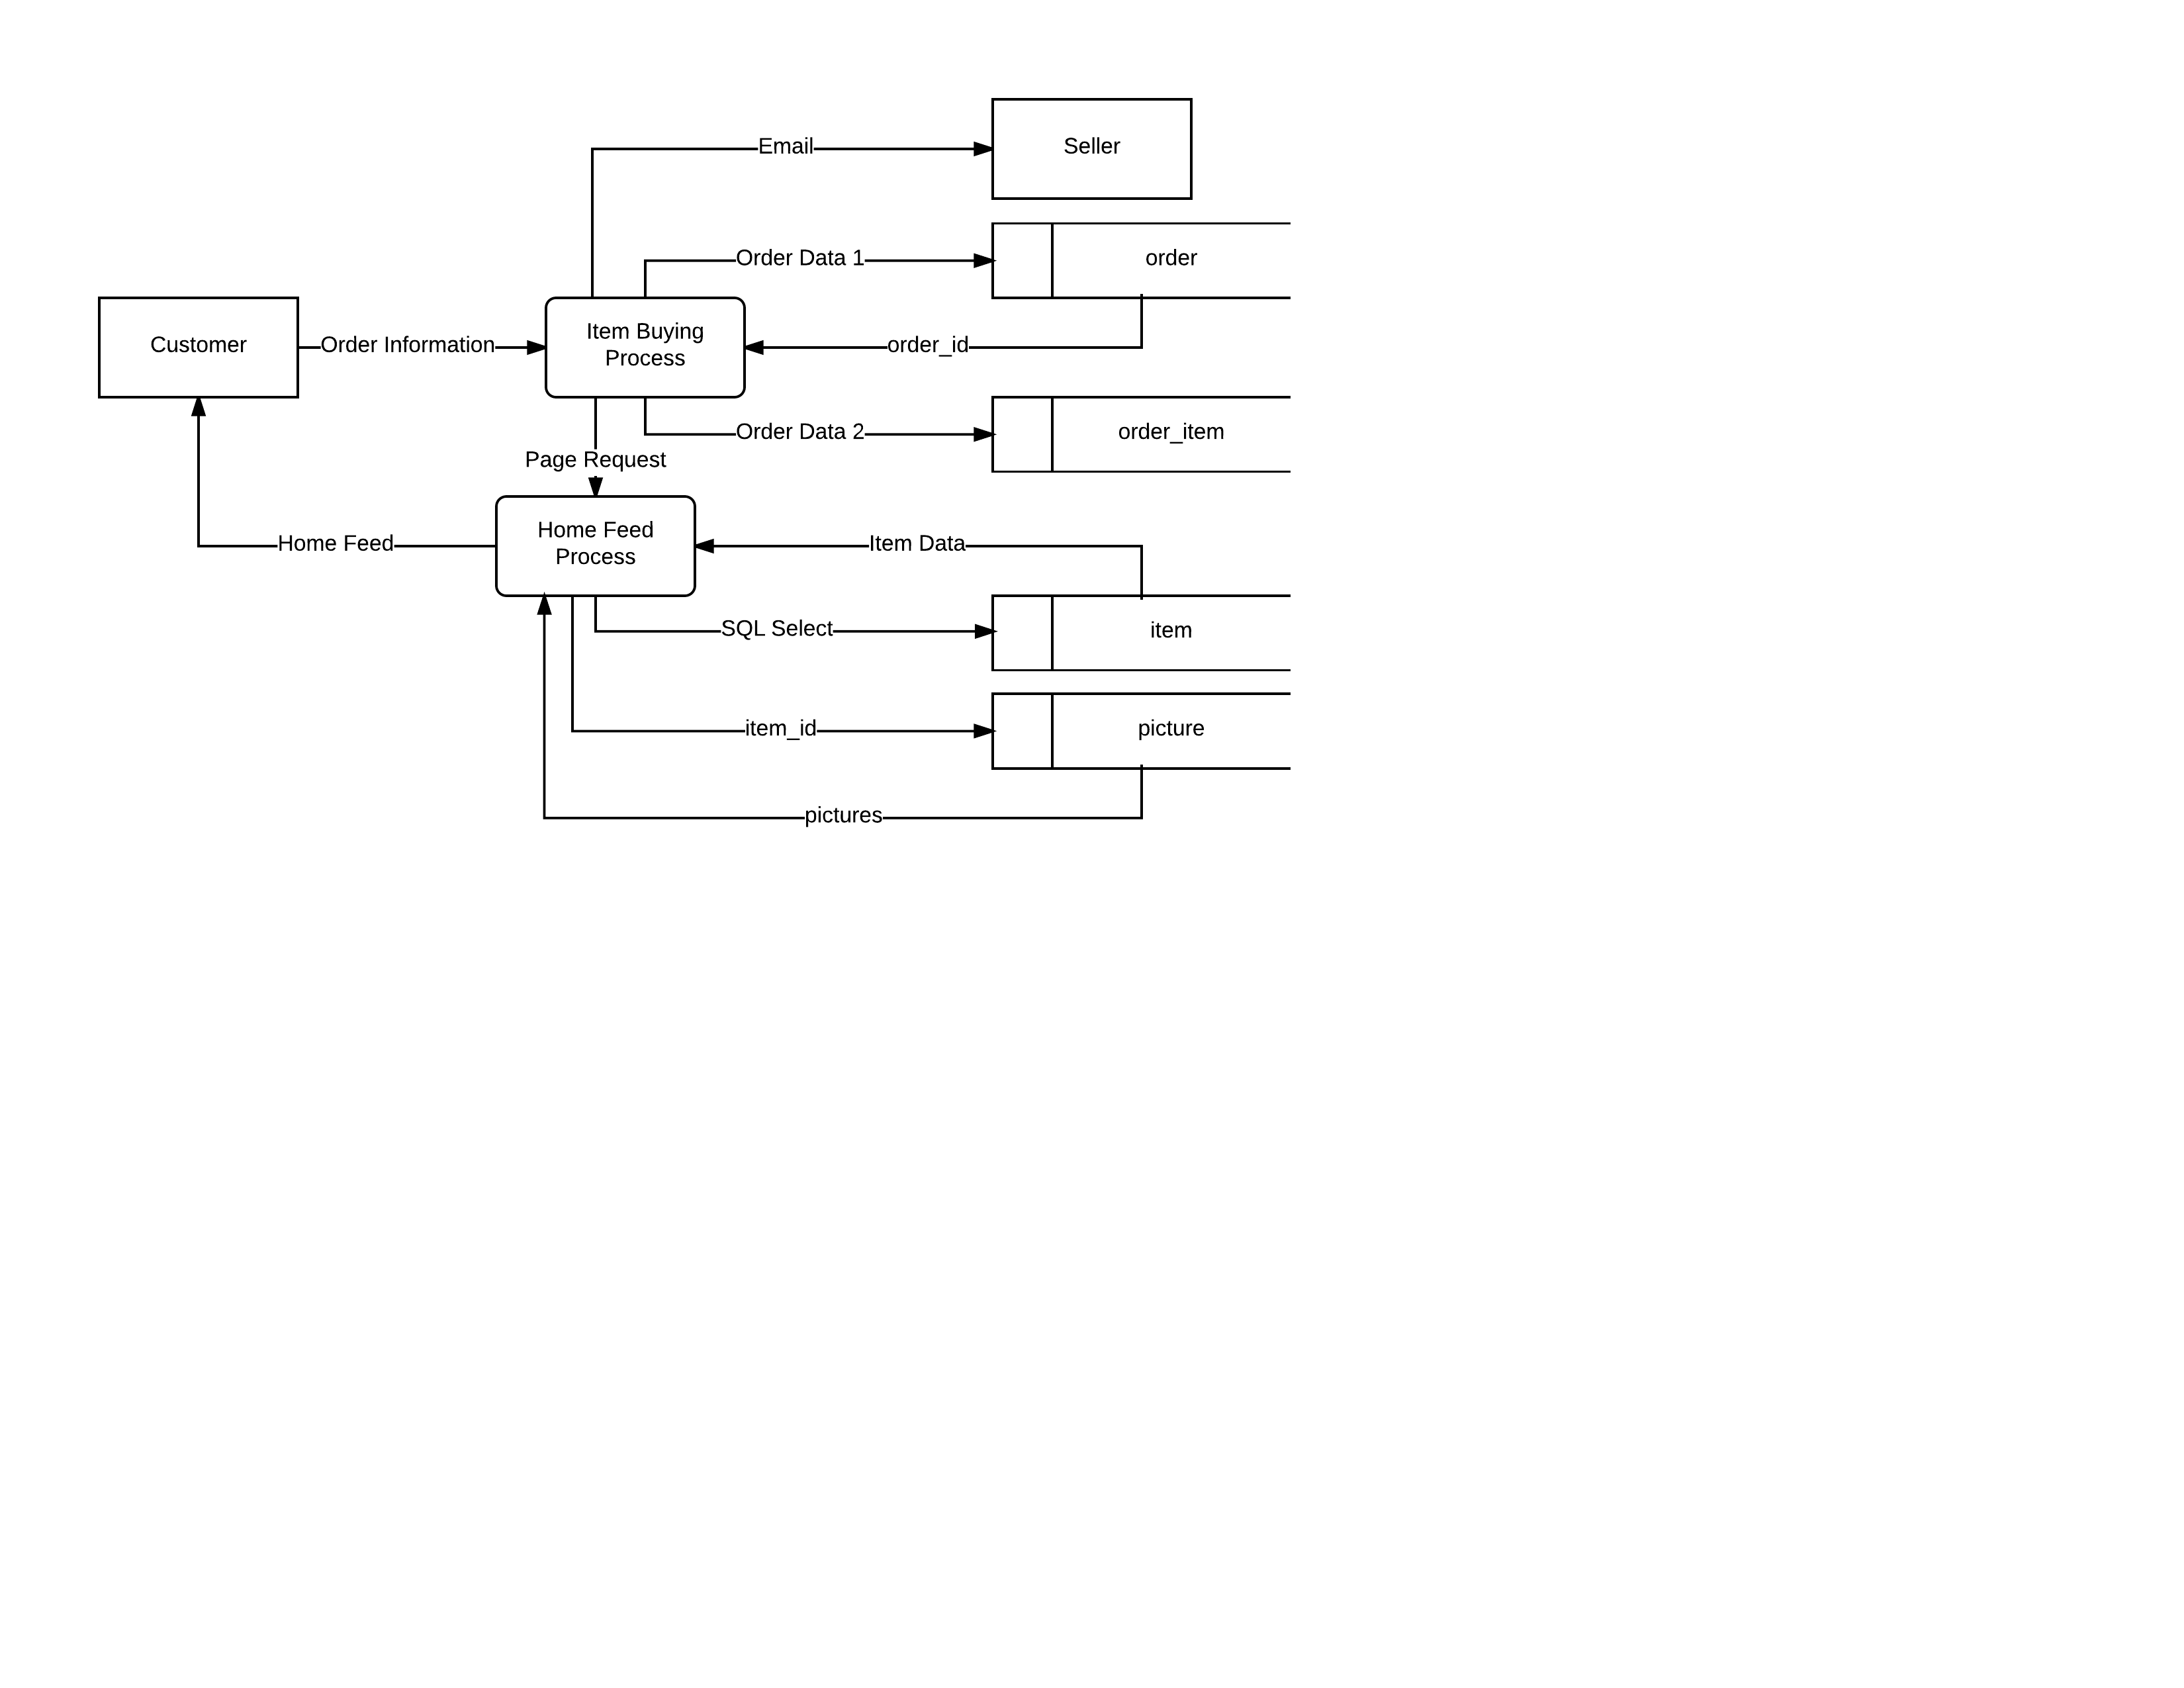 Email
Seller
Order Data 1
order
Customer
Order Information
Item Buying
Process
order_id
Order Data 2
order_item
Page Request
Home Feed
Home Feed
Process
Item Data
SQL Select
item
item_id
picture
pictures